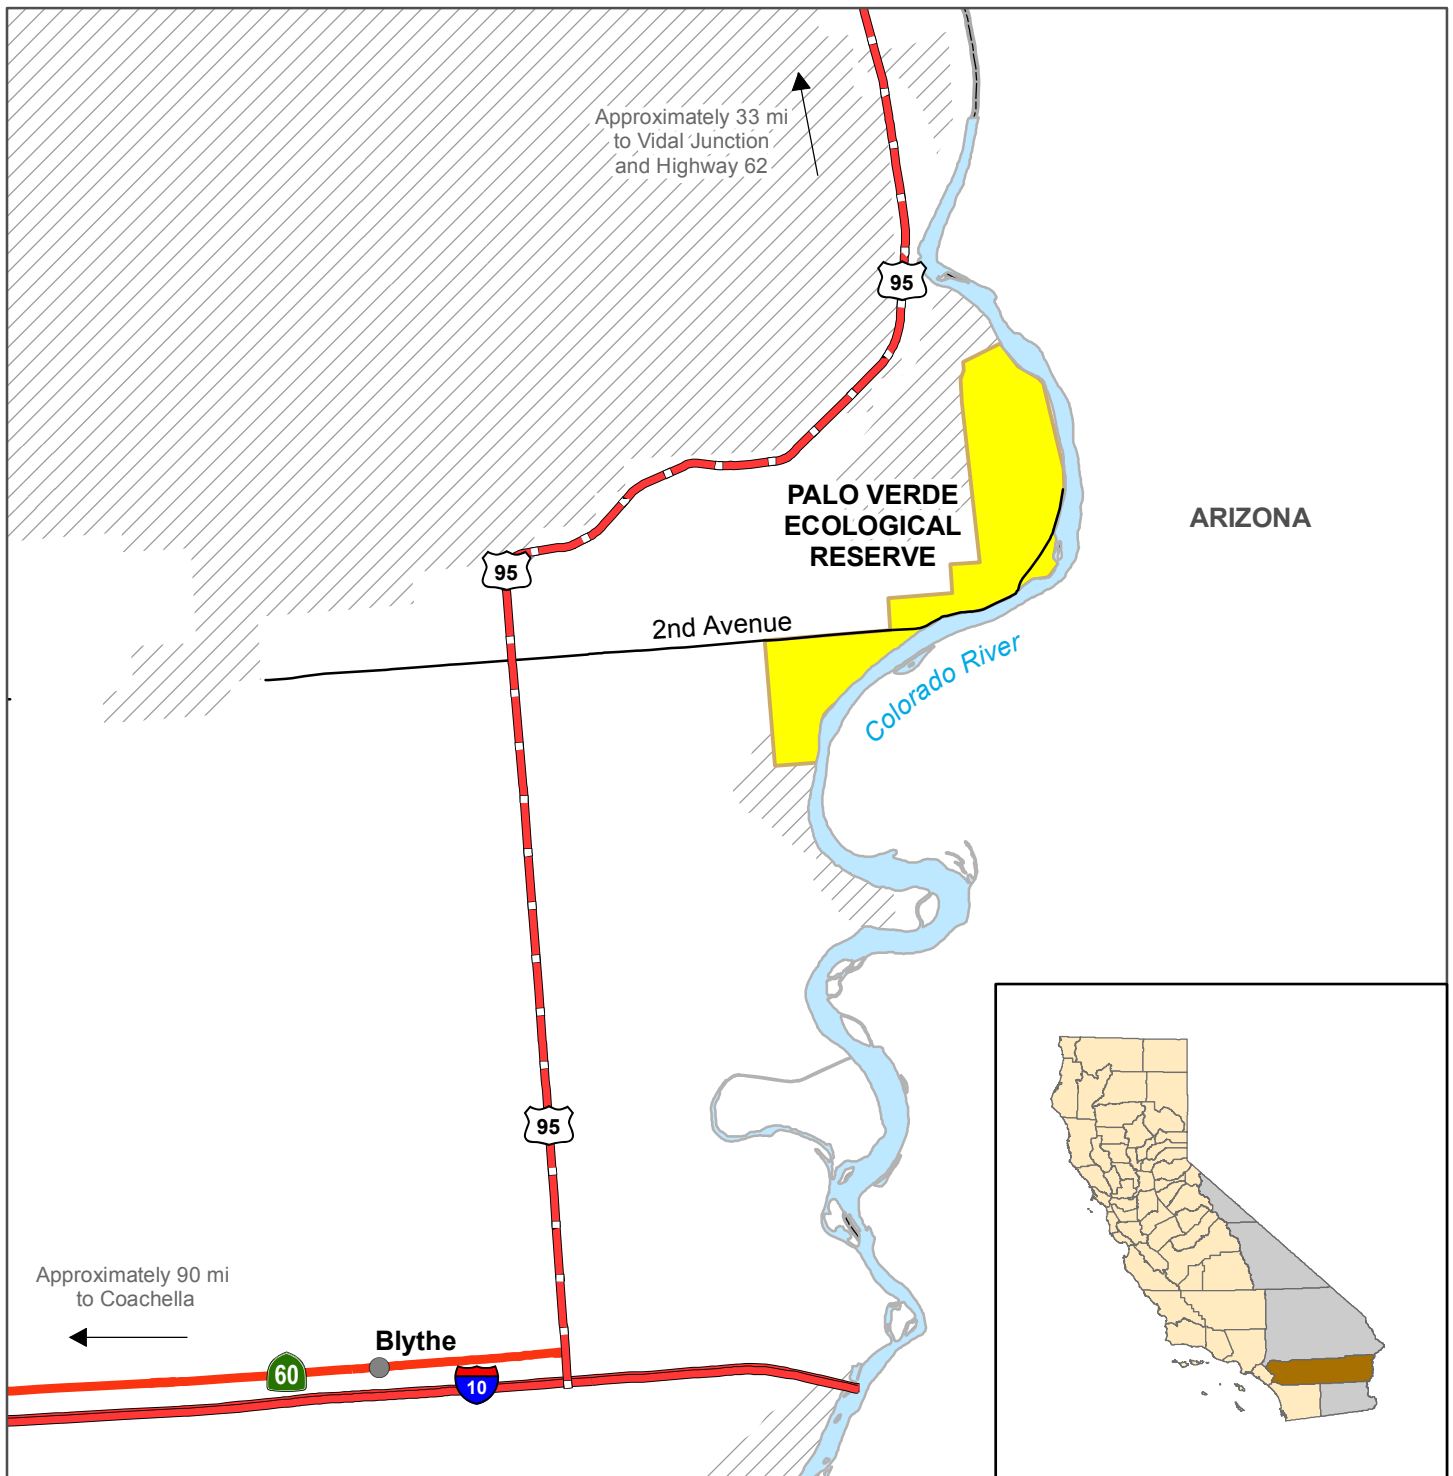 Approximately 33 mi
to Vidal Junction
and Highway 62
95
PALO VERDE
ECOLOGICAL
RESERVE
ARIZONA
95
2nd Avenue
Colorado River
95
Approximately 90 mi
to Coachella
Blythe
60
10